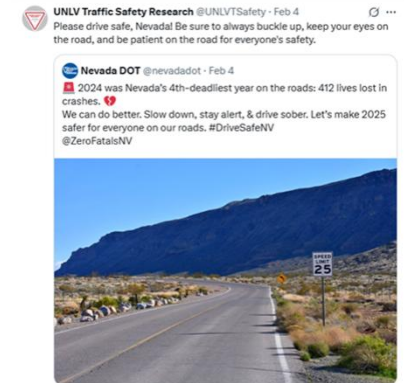 UNLV Traffic Safety Research @UNLVTSafety · Feb 4
Please drive safe, Nevada! Be sure to always buckle up, keep your eyes on
the road, and be patient on the road for everyone's safety.
Nevada DOT @nevadadot · Feb 4
🚨 2024 was Nevada's 4th-deadliest year on the roads: 412 lives lost in
crashes. 💔
We can do better. Slow down, stay alert, & drive sober. Let's make 2025
safer for everyone on our roads. #DriveSafeNV
@ZeroFatalsNV
SPEED
LIMIT
25